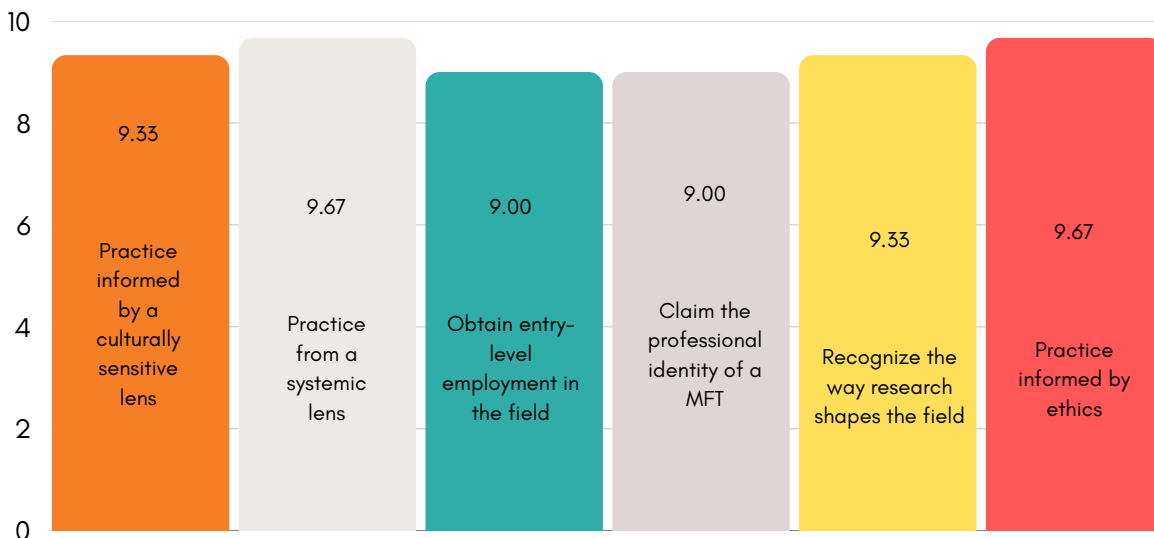 10
8
6
4
2
0
9.33
Practice
informed
by a
culturally
sensitive
lens
9.67
Practice
from a
systemic
lens
9.00
Obtain entry-
level
employment in
the field
9.00
Claim the
professional
identity of a
MFT
9.33
Recognize the
way research
shapes the field
9.67
Practice
informed by
ethics